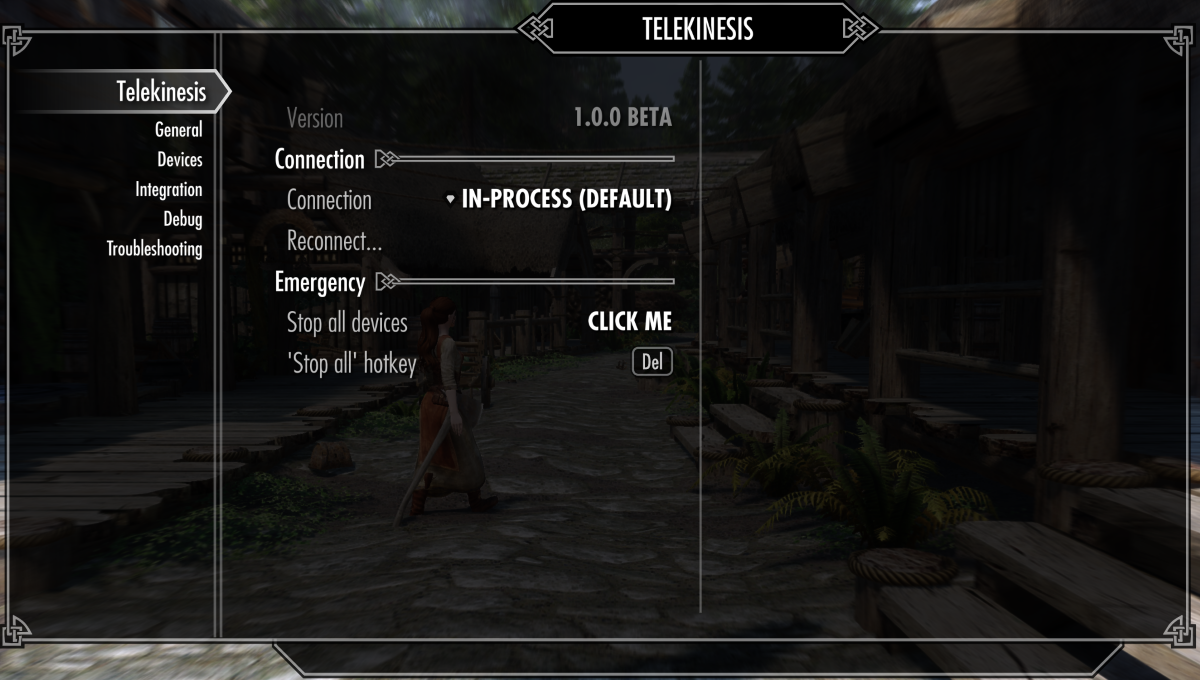 TELEKINESIS
Telekinesis
General
Devices
Integration
Debug
Troubleshooting
Version 1.0.0 BETA
Connection
Connection IN-PROCESS (DEFAULT)
Reconnect...
Emergency
Stop all devices CLICK ME
'Stop all' hotkey Del